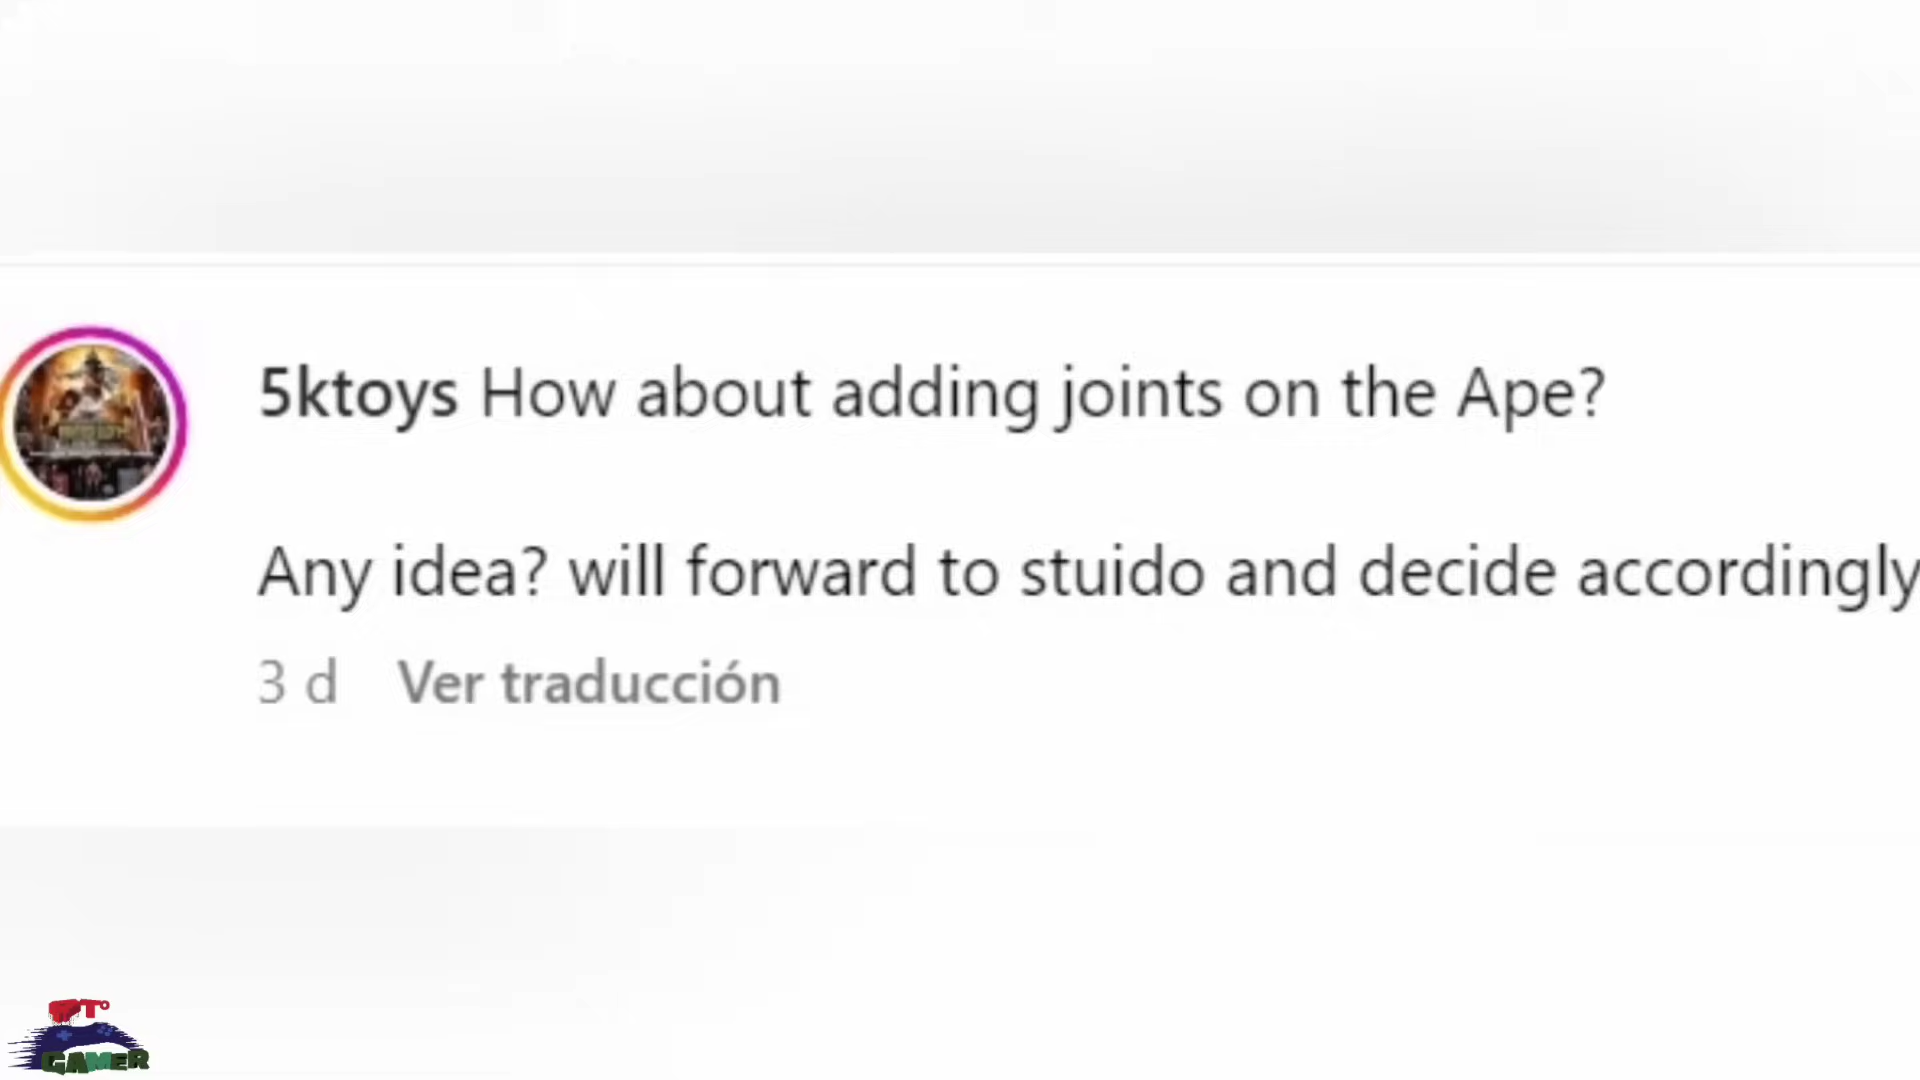 5ktoys How about adding joints on the Ape?
Any idea? will forward to stuido and decide accordingly
3 d Ver traducción
GAMER